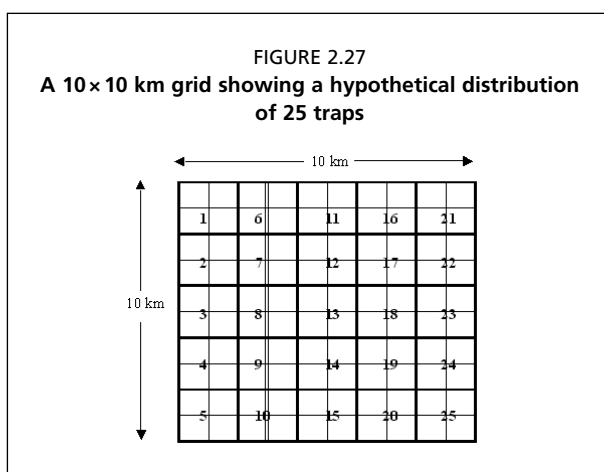 FIGURE 2.27
A 10 × 10 km grid showing a hypothetical distribution
of 25 traps
10 km
10 km
1 6 11 16 21
2 7 12 17 22
3 8 13 18 23
4 9 14 19 24
5 10 15 20 25